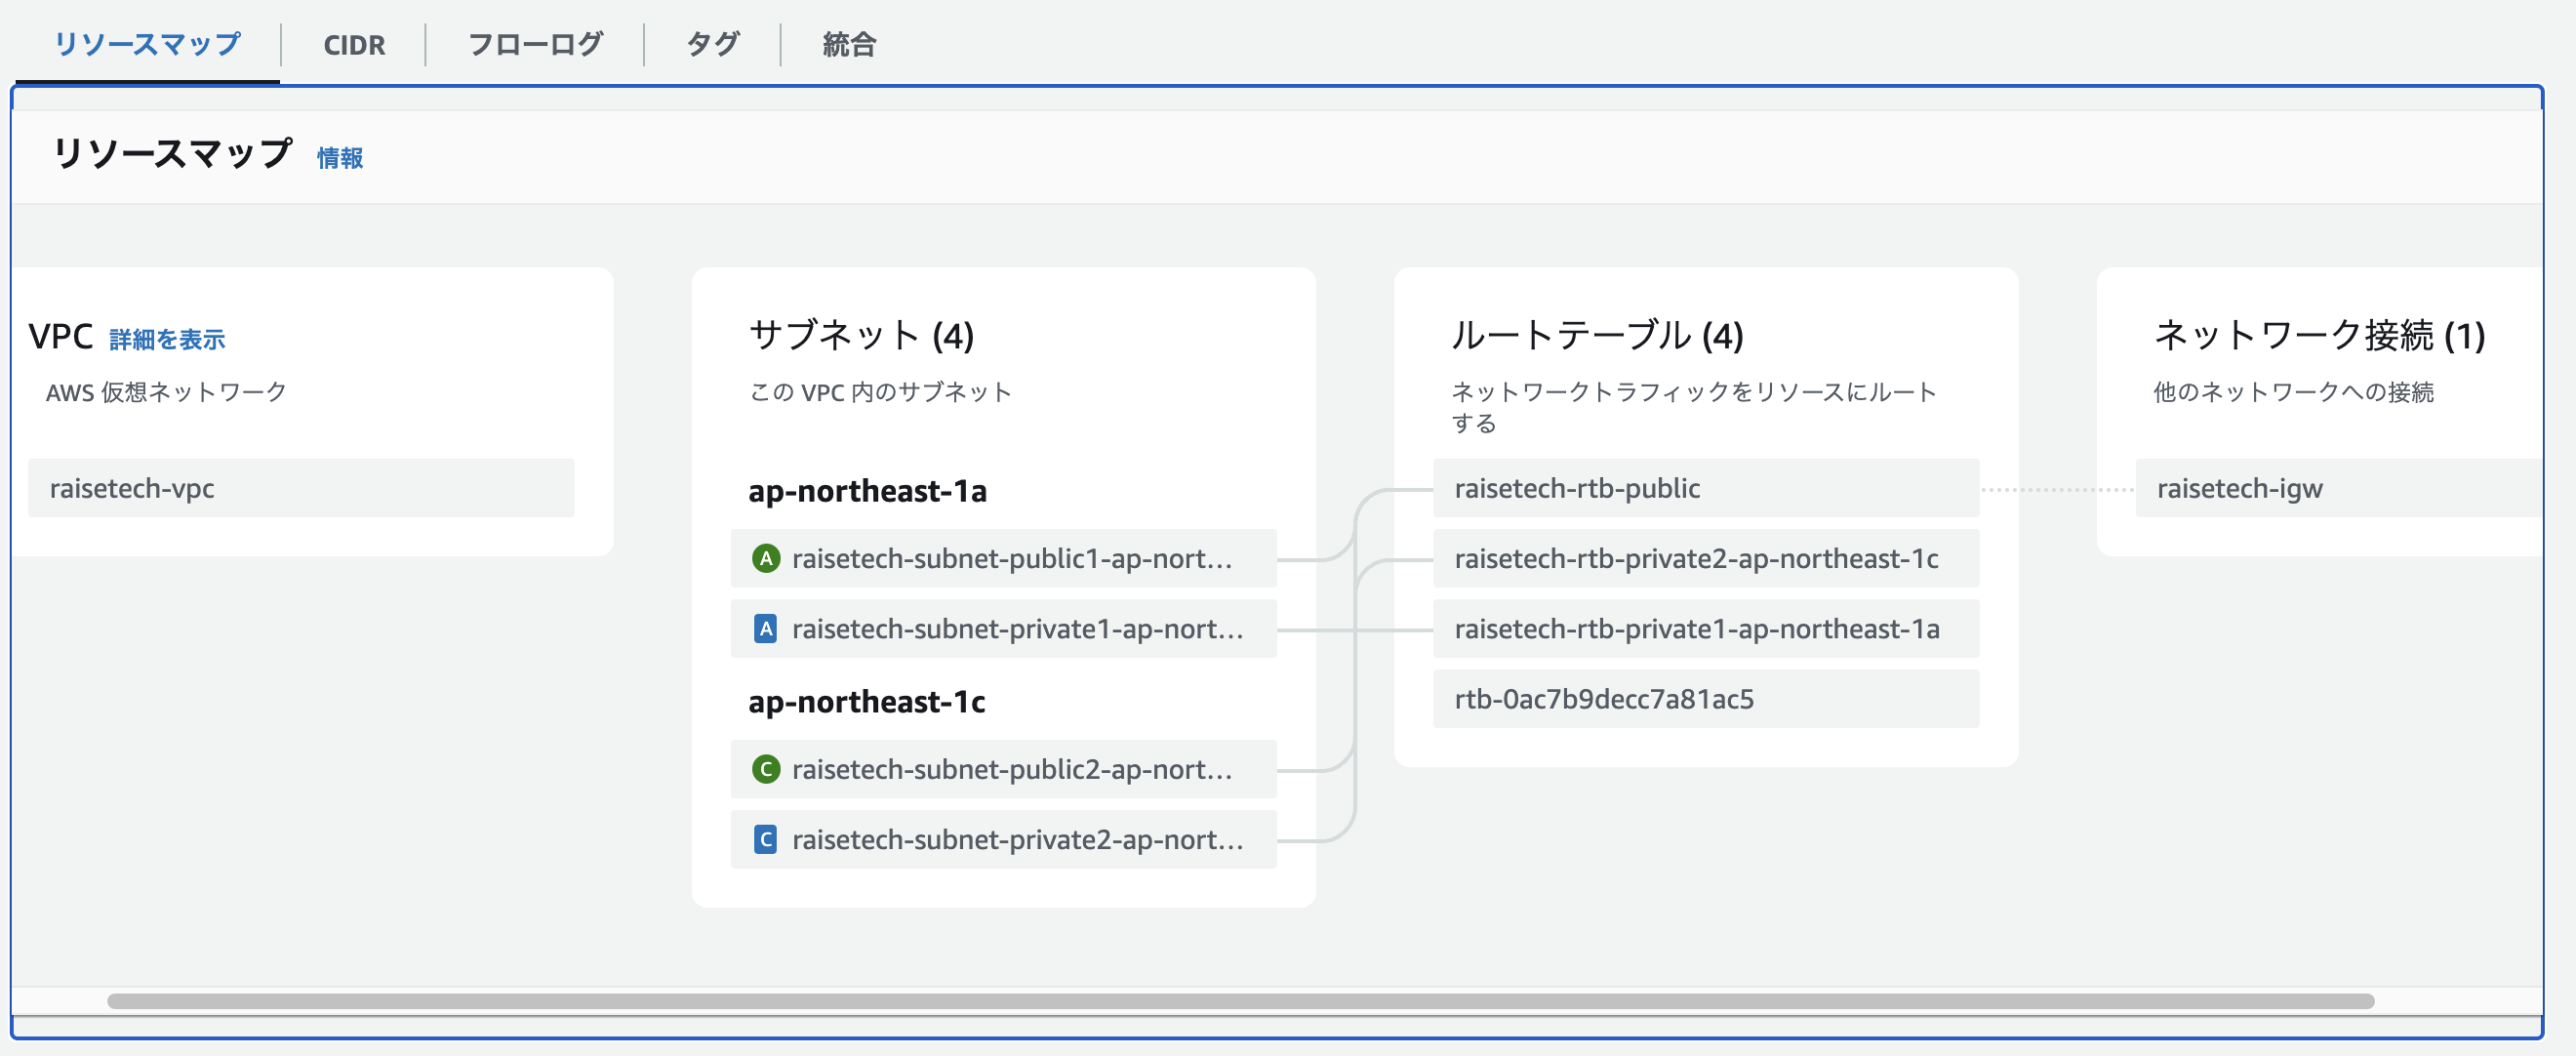 リソースマップ
CIDR
フローログ
タグ
統合
リソースマップ 情報
VPC 詳細を表示
AWS 仮想ネットワーク
raisetech-vpc
サブネット (4)
この VPC 内のサブネット
ap-northeast-1a
A raisetech-subnet-public1-ap-nort...
A raisetech-subnet-private1-ap-nort...
ap-northeast-1c
C raisetech-subnet-public2-ap-nort...
C raisetech-subnet-private2-ap-nort...
ルートテーブル (4)
ネットワークトラフィックをリソースにルート
する
raisetech-rtb-public
raisetech-rtb-private2-ap-northeast-1c
raisetech-rtb-private1-ap-northeast-1a
rtb-0ac7b9decc7a81ac5
ネットワーク接続 (1)
他のネットワークへの接続
raisetech-igw